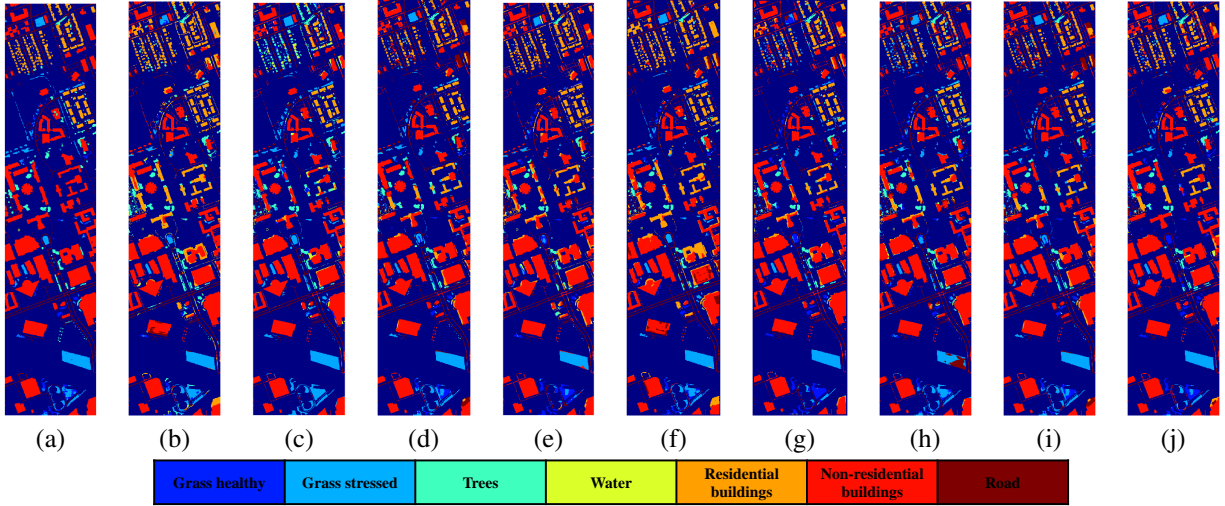 (a) (b) (c) (d) (e) (f) (g) (h) (i) (j)
Grass healthy Grass stressed Trees Water Residential buildings Non-residential buildings Road